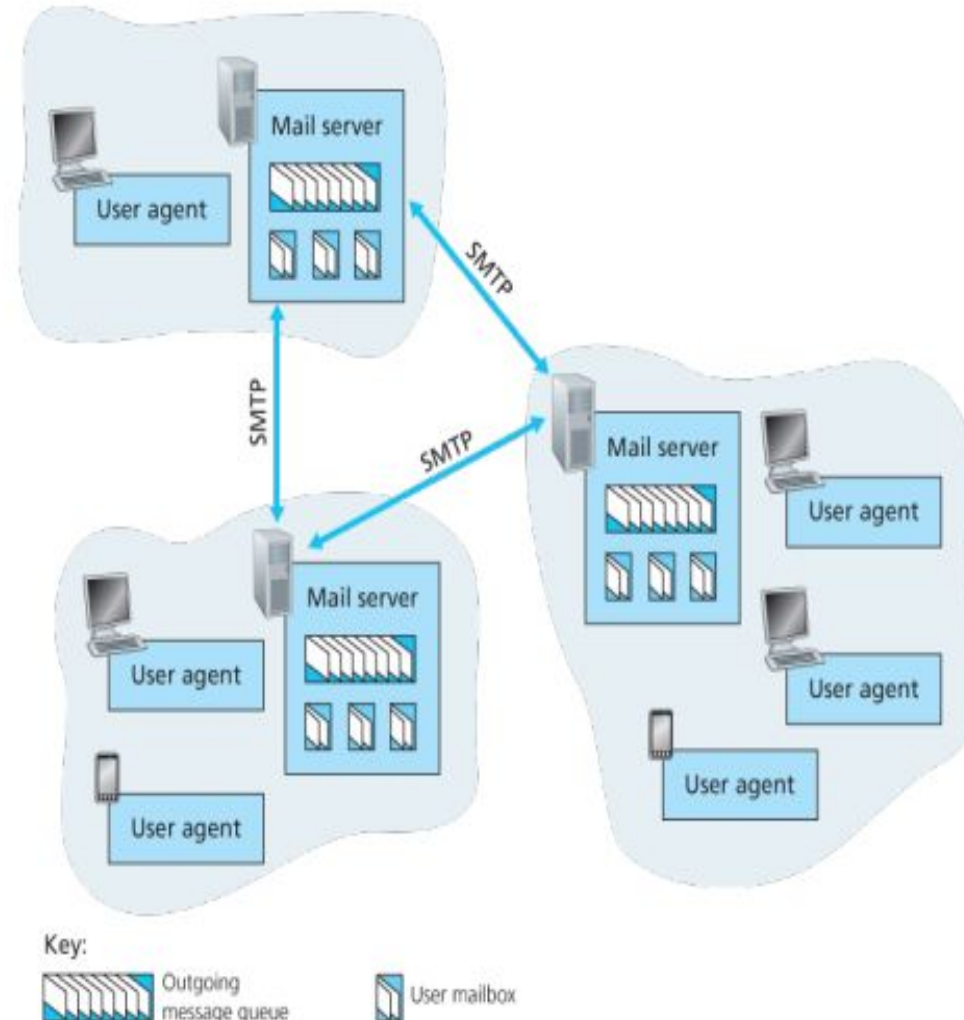 Mail server
User agent
SMTP
SMTP
SMTP
Mail server
User agent
User agent
User agent
Mail server
User agent
User agent
Key:
Outgoing
message queue
User mailbox